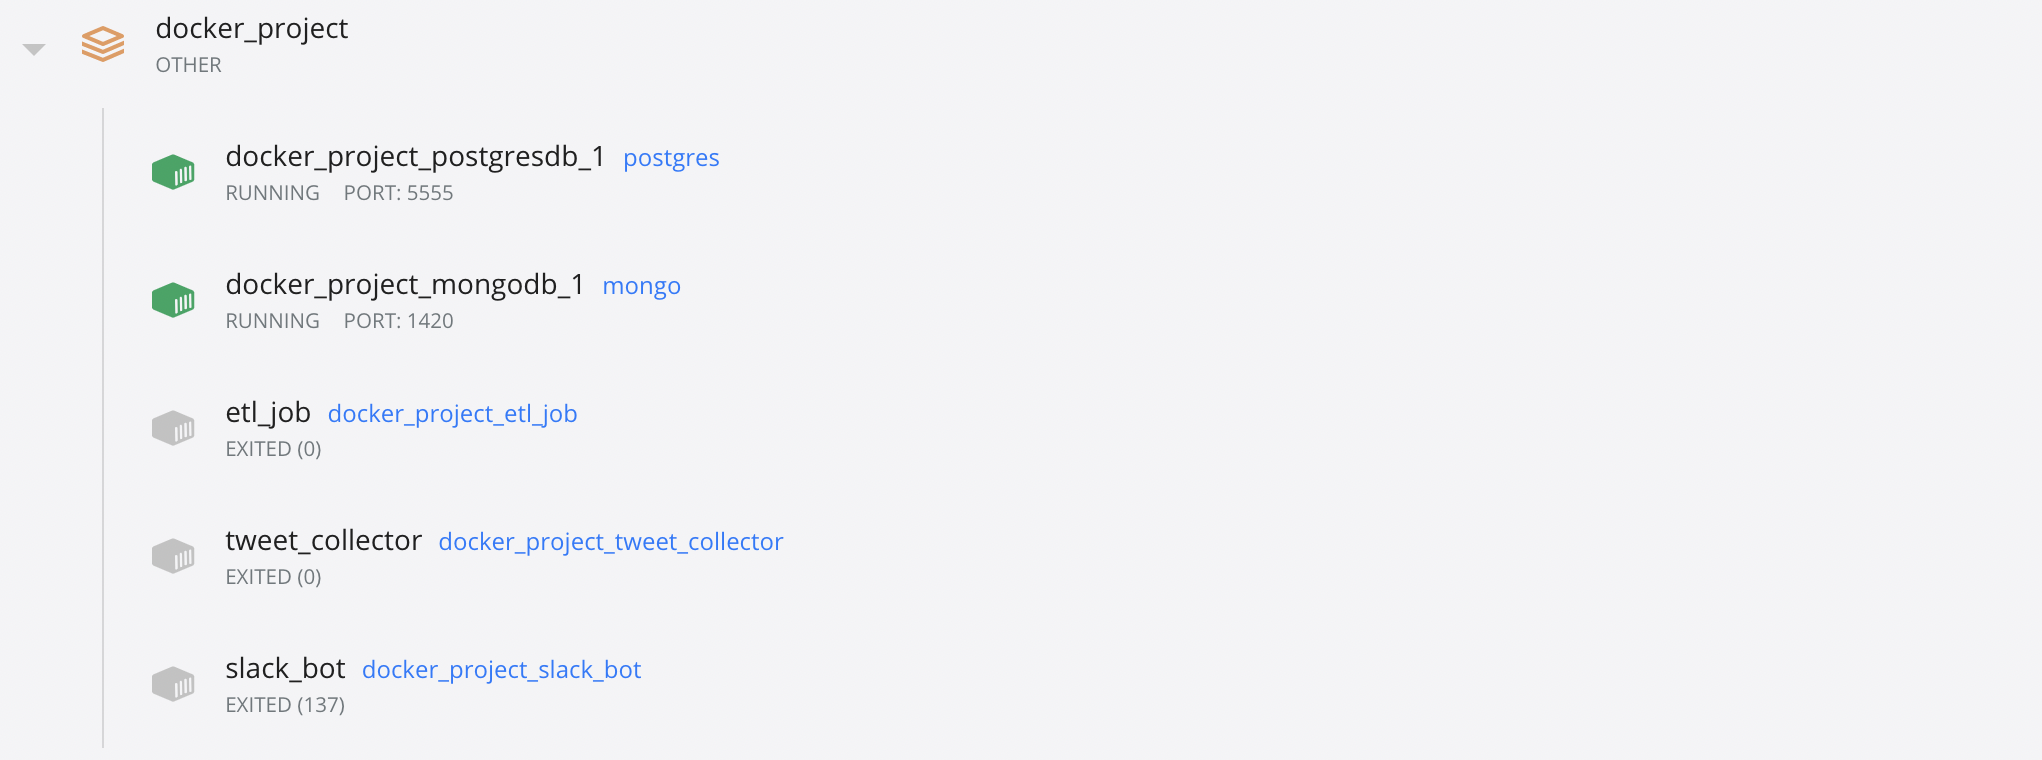 docker_project
OTHER
docker_project_postgresdb_1 postgres
RUNNING PORT: 5555
docker_project_mongodb_1 mongo
RUNNING PORT: 1420
etl_job docker_project_etl_job
EXITED (0)
tweet_collector docker_project_tweet_collector
EXITED (0)
slack_bot docker_project_slack_bot
EXITED (137)